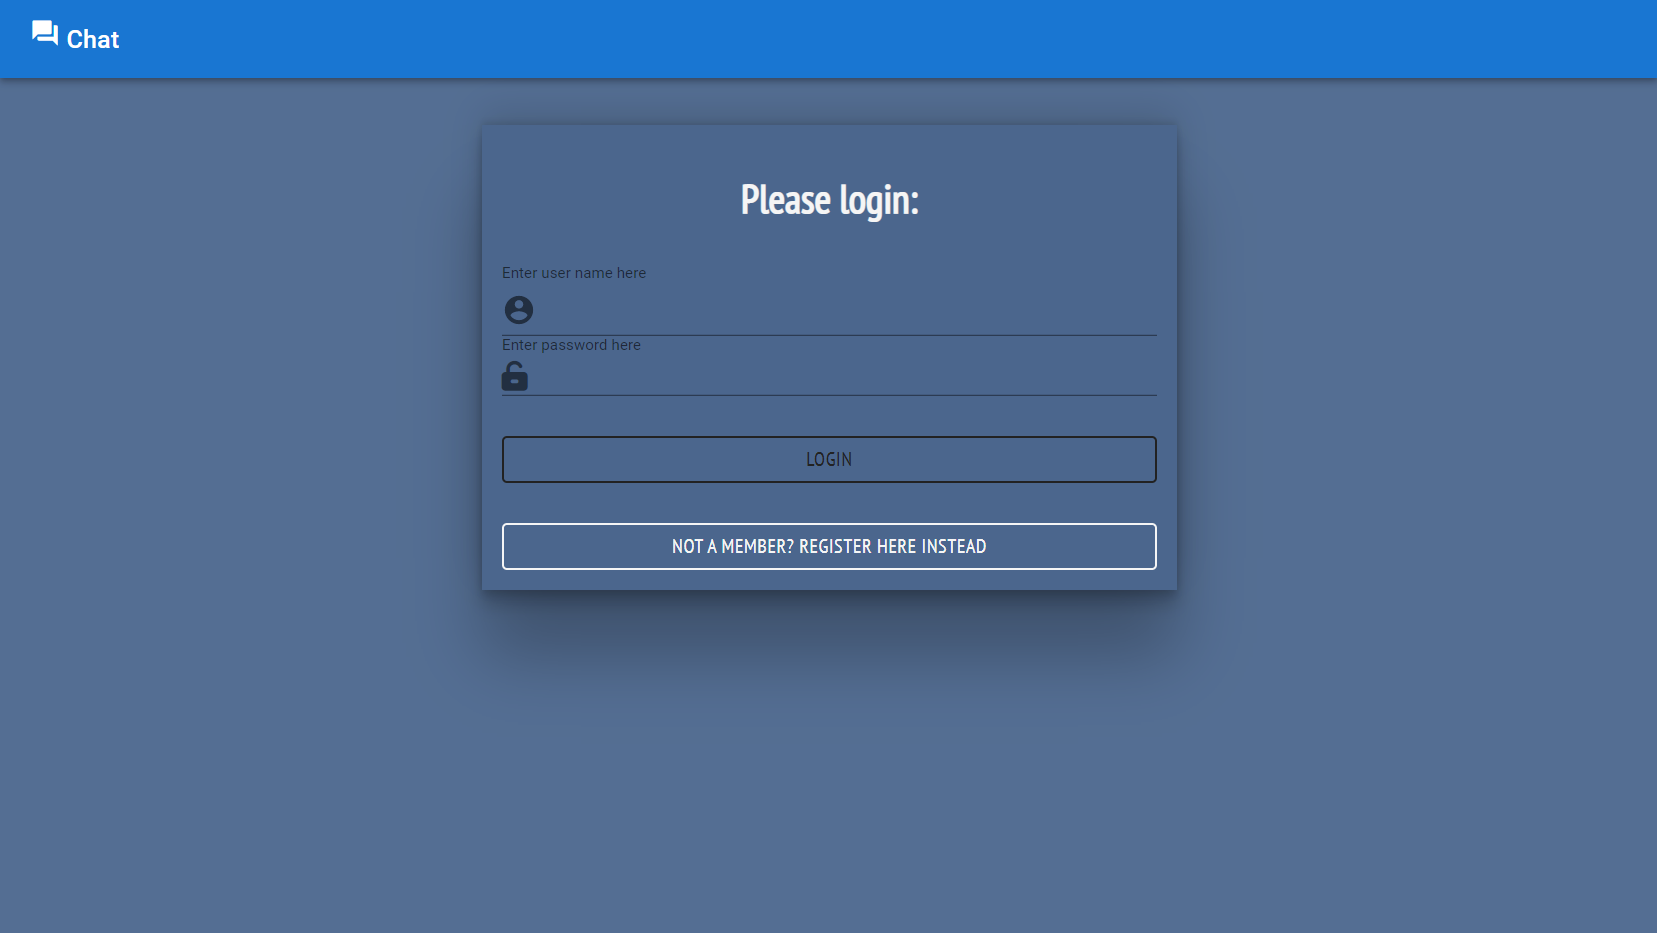 Chat
Please login:
Enter user name here
Enter password here
LOGIN
NOT A MEMBER? REGISTER HERE INSTEAD